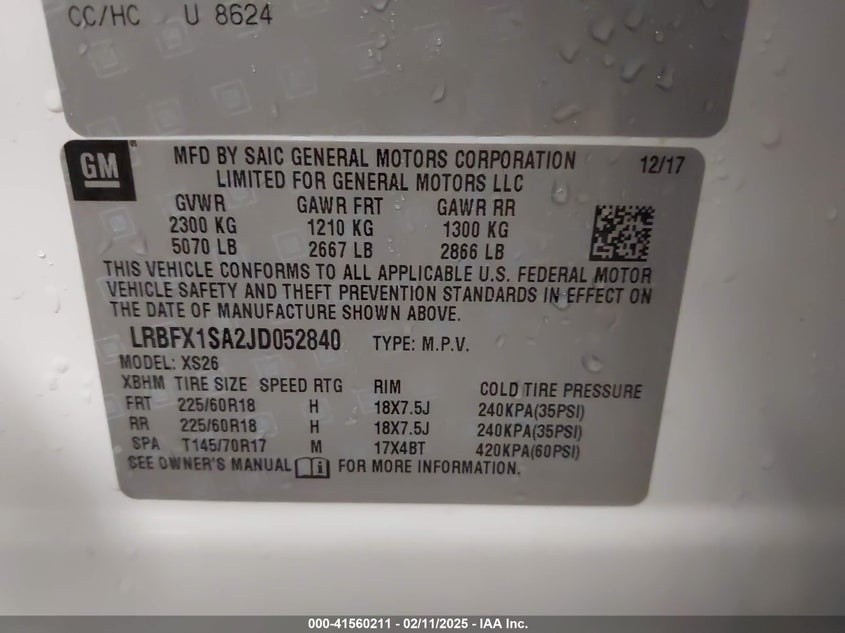 CC/HC U 8624
GM
MFD BY SAIC GENERAL MOTORS CORPORATION 12/17
LIMITED FOR GENERAL MOTORS LLC
GVWR GAWR FRT GAWR RR
2300 KG 1210 KG 1300 KG
5070 LB 2667 LB 2866 LB
THIS VEHICLE CONFORMS TO ALL APPLICABLE U.S. FEDERAL MOTOR
VEHICLE SAFETY AND THEFT PREVENTION STANDARDS IN EFFECT ON
THE DATE OF MANUFACTURE SHOWN ABOVE.
LRBFX1SA2JD052840 TYPE: M.P.V.
MODEL: XS26
XBHM TIRE SIZE SPEED RTG RIM COLD TIRE PRESSURE
FRT 225/60R18 H 18X7.5J 240KPA(35PSI)
RR 225/60R18 H 18X7.5J 240KPA(35PSI)
SPA T145/70R17 M 17X4BT 420KPA(60PSI)
SEE OWNER'S MANUAL FOR MORE INFORMATION.
000-41560211 - 02/11/2025 - IAA Inc.